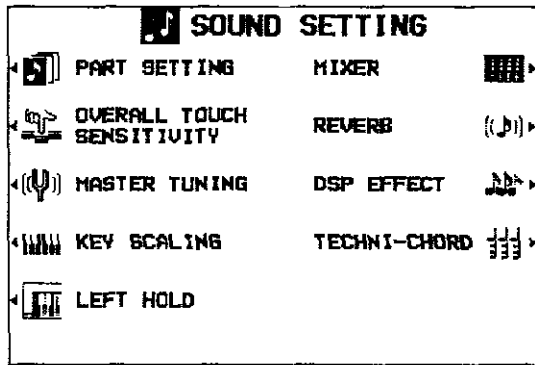 SOUND SETTING
PART SETTING
OVERALL TOUCH
SENSITIVITY
MASTER TUNING
KEY SCALING
LEFT HOLD
MIXER
REVERB
DSP EFFECT
TECHNI-CHORD